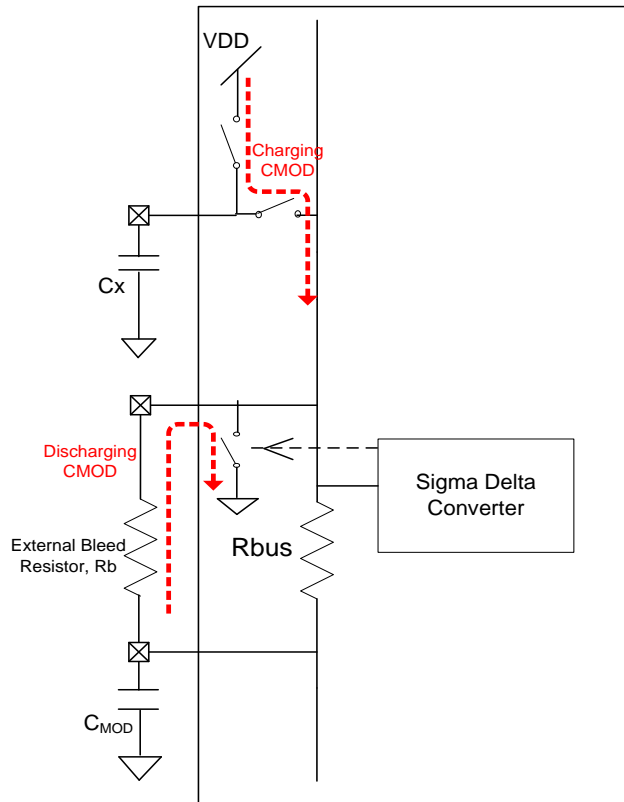 VDD
Charging
CMOD
Cx
Discharging
CMOD
Sigma Delta
Converter
External Bleed
Resistor, Rb
Rbus
CMOD